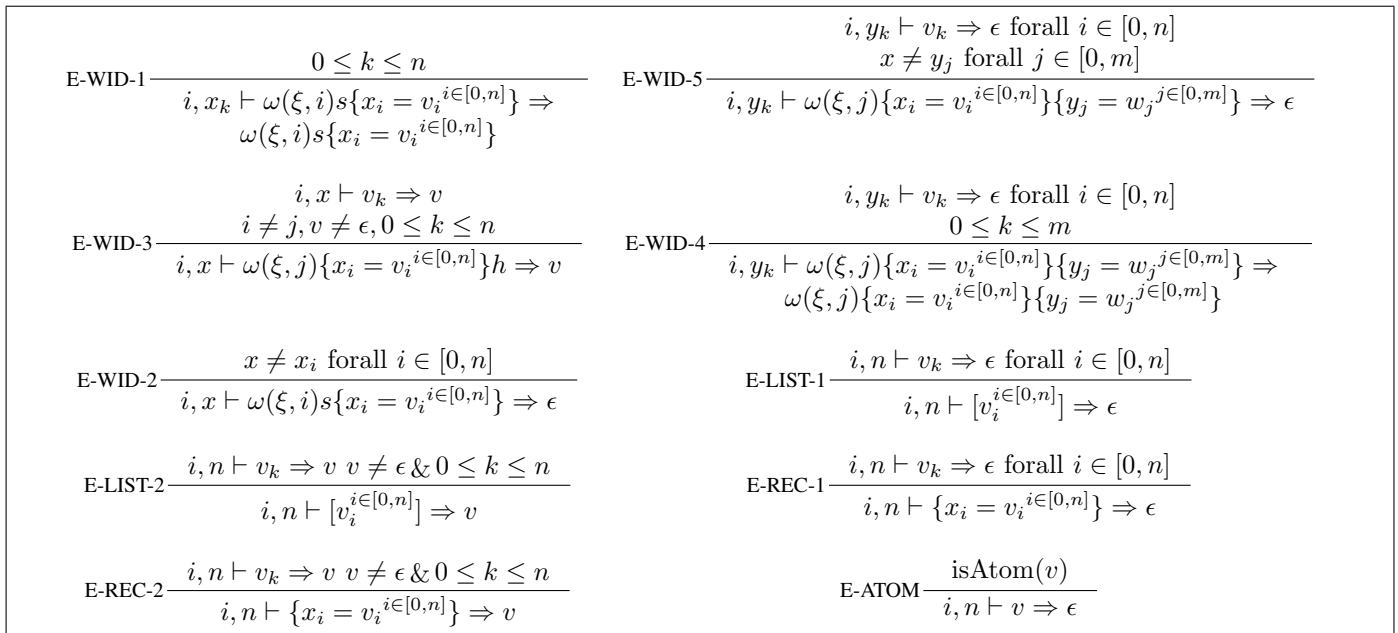 E-WID-1 0 ≤ k ≤ n
i, x_k ⊢ ω(ξ, i)s{x_i = v_i^{i∈[0,n]}} ⇒
ω(ξ, i)s{x_i = v_i^{i∈[0,n]}}
i, y_k ⊢ v_k ⇒ ϵ forall i ∈ [0, n]
E-WID-5 x ≠ y_j forall j ∈ [0, m]
i, y_k ⊢ ω(ξ, j){x_i = v_i^{i∈[0,n]}}{y_j = w_j^{j∈[0,m]}} ⇒ ϵ
i, x ⊢ v_k ⇒ v
E-WID-3 i ≠ j, v ≠ ϵ, 0 ≤ k ≤ n
i, x ⊢ ω(ξ, j){x_i = v_i^{i∈[0,n]}}h ⇒ v
i, y_k ⊢ v_k ⇒ ϵ forall i ∈ [0, n]
E-WID-4 0 ≤ k ≤ m
i, y_k ⊢ ω(ξ, j){x_i = v_i^{i∈[0,n]}}{y_j = w_j^{j∈[0,m]}} ⇒
ω(ξ, j){x_i = v_i^{i∈[0,n]}}{y_j = w_j^{j∈[0,m]}}
E-WID-2 x ≠ x_i forall i ∈ [0, n]
i, x ⊢ ω(ξ, i)s{x_i = v_i^{i∈[0,n]}} ⇒ ϵ
E-LIST-1 i, n ⊢ v_k ⇒ ϵ forall i ∈ [0, n]
i, n ⊢ [v_i^{i∈[0,n]}] ⇒ ϵ
E-LIST-2 i, n ⊢ v_k ⇒ v v ≠ ϵ & 0 ≤ k ≤ n
i, n ⊢ [v_i^{i∈[0,n]}] ⇒ v
E-REC-1 i, n ⊢ v_k ⇒ ϵ forall i ∈ [0, n]
i, n ⊢ {x_i = v_i^{i∈[0,n]}} ⇒ ϵ
E-REC-2 i, n ⊢ v_k ⇒ v v ≠ ϵ & 0 ≤ k ≤ n
i, n ⊢ {x_i = v_i^{i∈[0,n]}} ⇒ v
E-ATOM isAtom(v)
i, n ⊢ v ⇒ ϵ